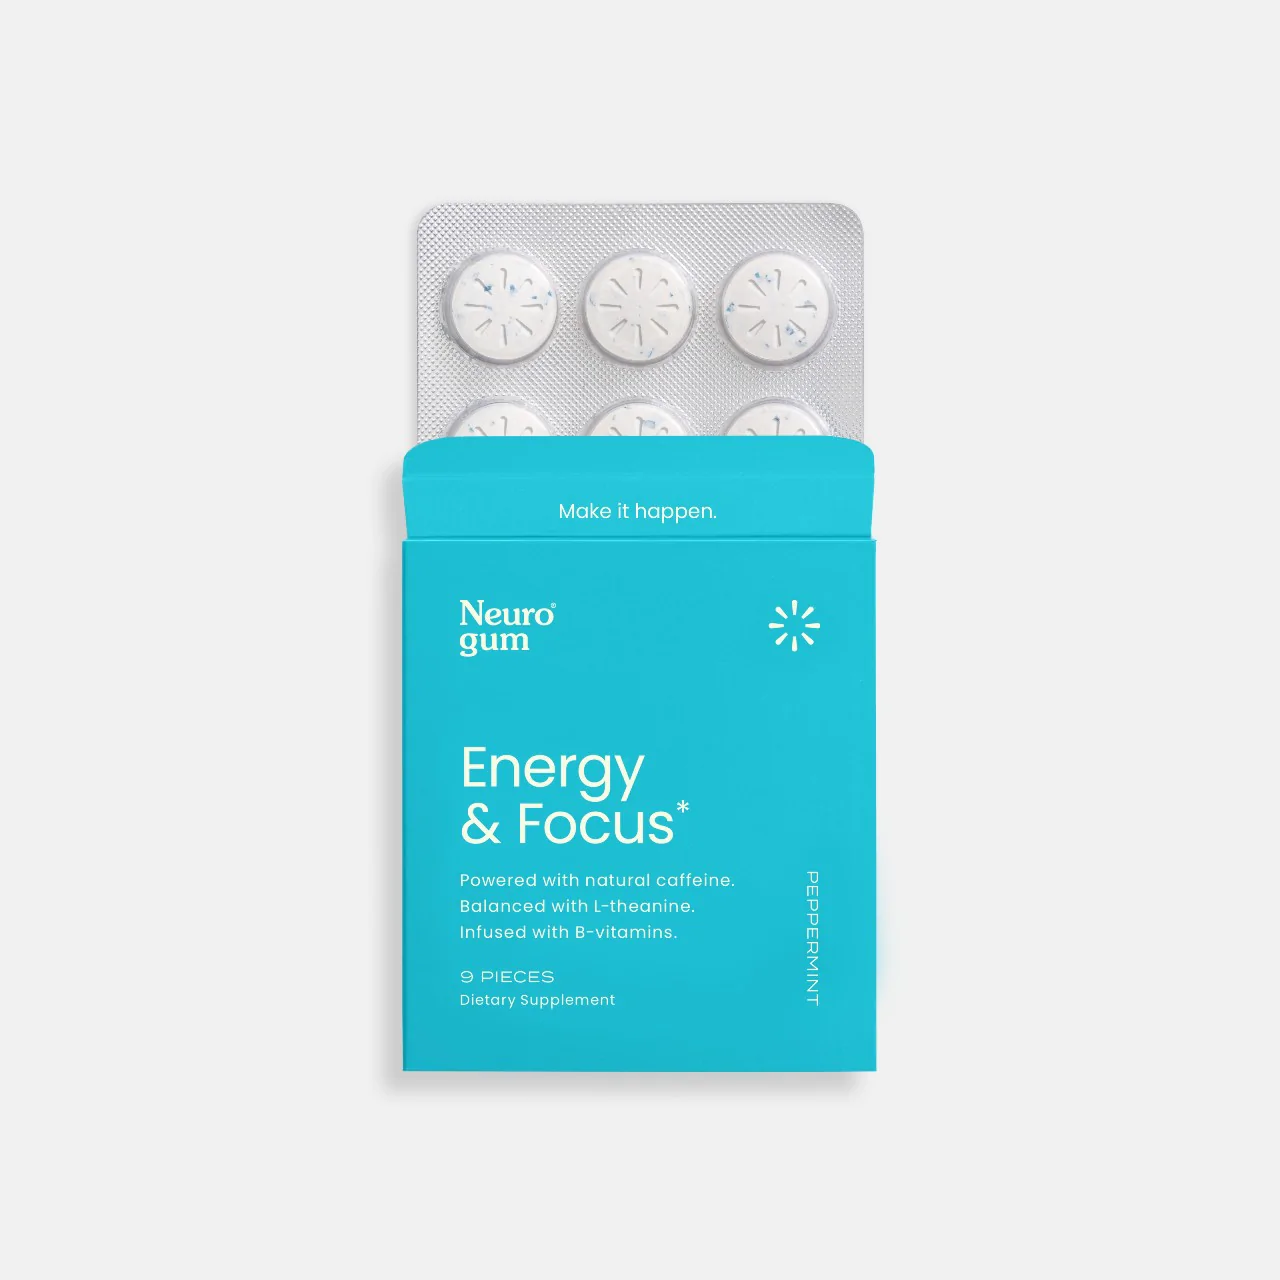 Make it happen.
Neuro®
gum
Energy
& Focus*
Powered with natural caffeine.
Balanced with L-theanine.
Infused with B-vitamins.
9 PIECES
Dietary Supplement
PEPPERMINT